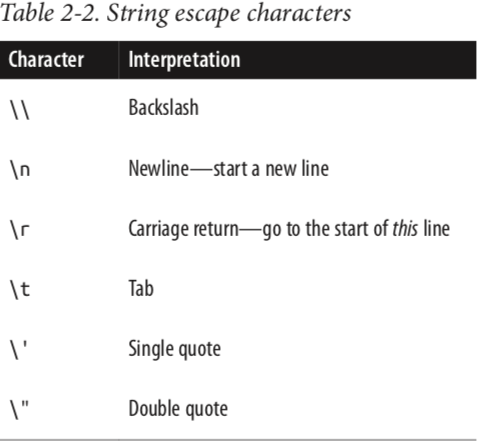 Table 2-2. String escape characters
Character Interpretation
\\ Backslash
\n Newline—start a new line
\r Carriage return—go to the start of this line
\t Tab
\' Single quote
\" Double quote